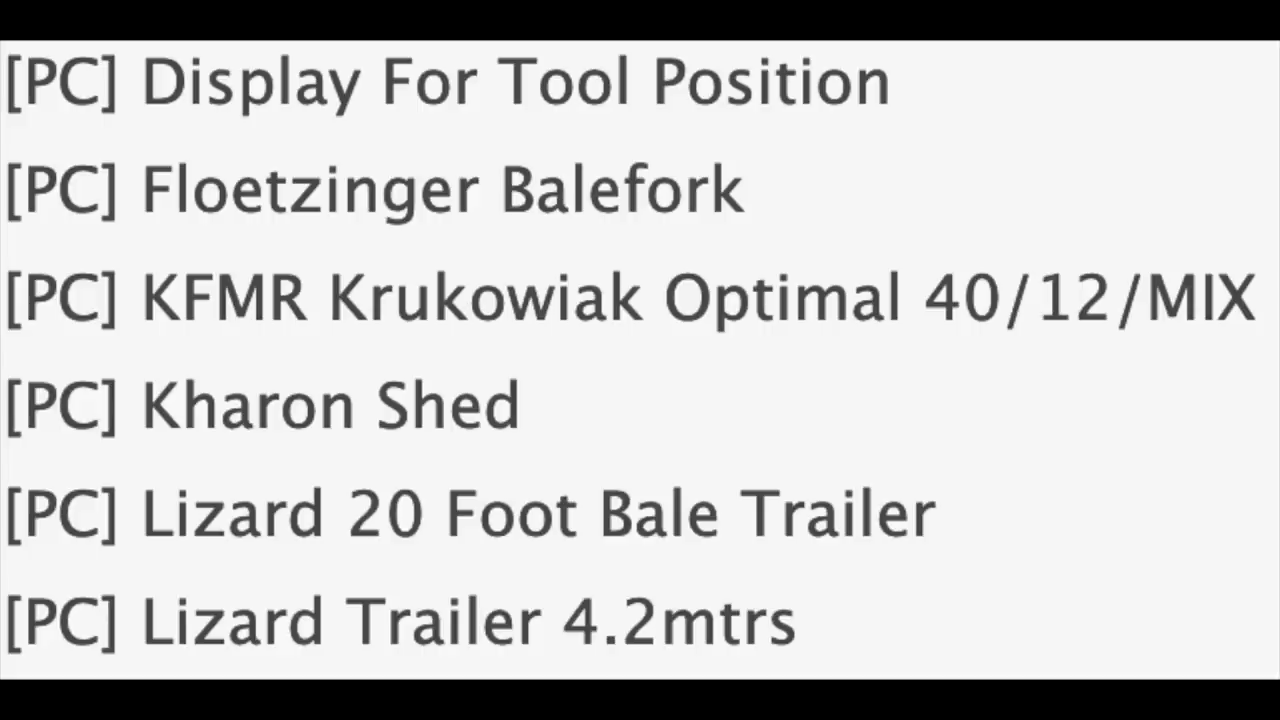 [PC] Display For Tool Position
[PC] Floetzinger Balefork
[PC] KFMR Krukowiak Optimal 40/12/MIX
[PC] Kharon Shed
[PC] Lizard 20 Foot Bale Trailer
[PC] Lizard Trailer 4.2mtrs